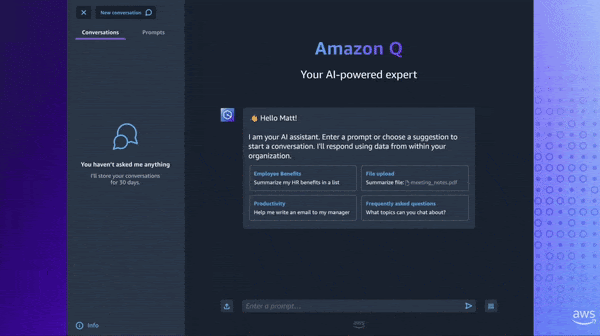 New conversation
Conversations
Prompts
You haven't asked me anything
I'll store your conversations
for 30 days.
Info
Amazon Q
Your AI-powered expert
👋 Hello Matt!
I am your AI assistant. Enter a prompt or choose a suggestion to
start a conversation. I'll respond using data from within your
organization.
Employee Benefits
Summarize my HR benefits in a list
File upload
Summarize file: meeting_notes.pdf
Productivity
Help me write an email to my manager
Frequently asked questions
What topics can you chat about?
Enter a prompt...
aws
aws